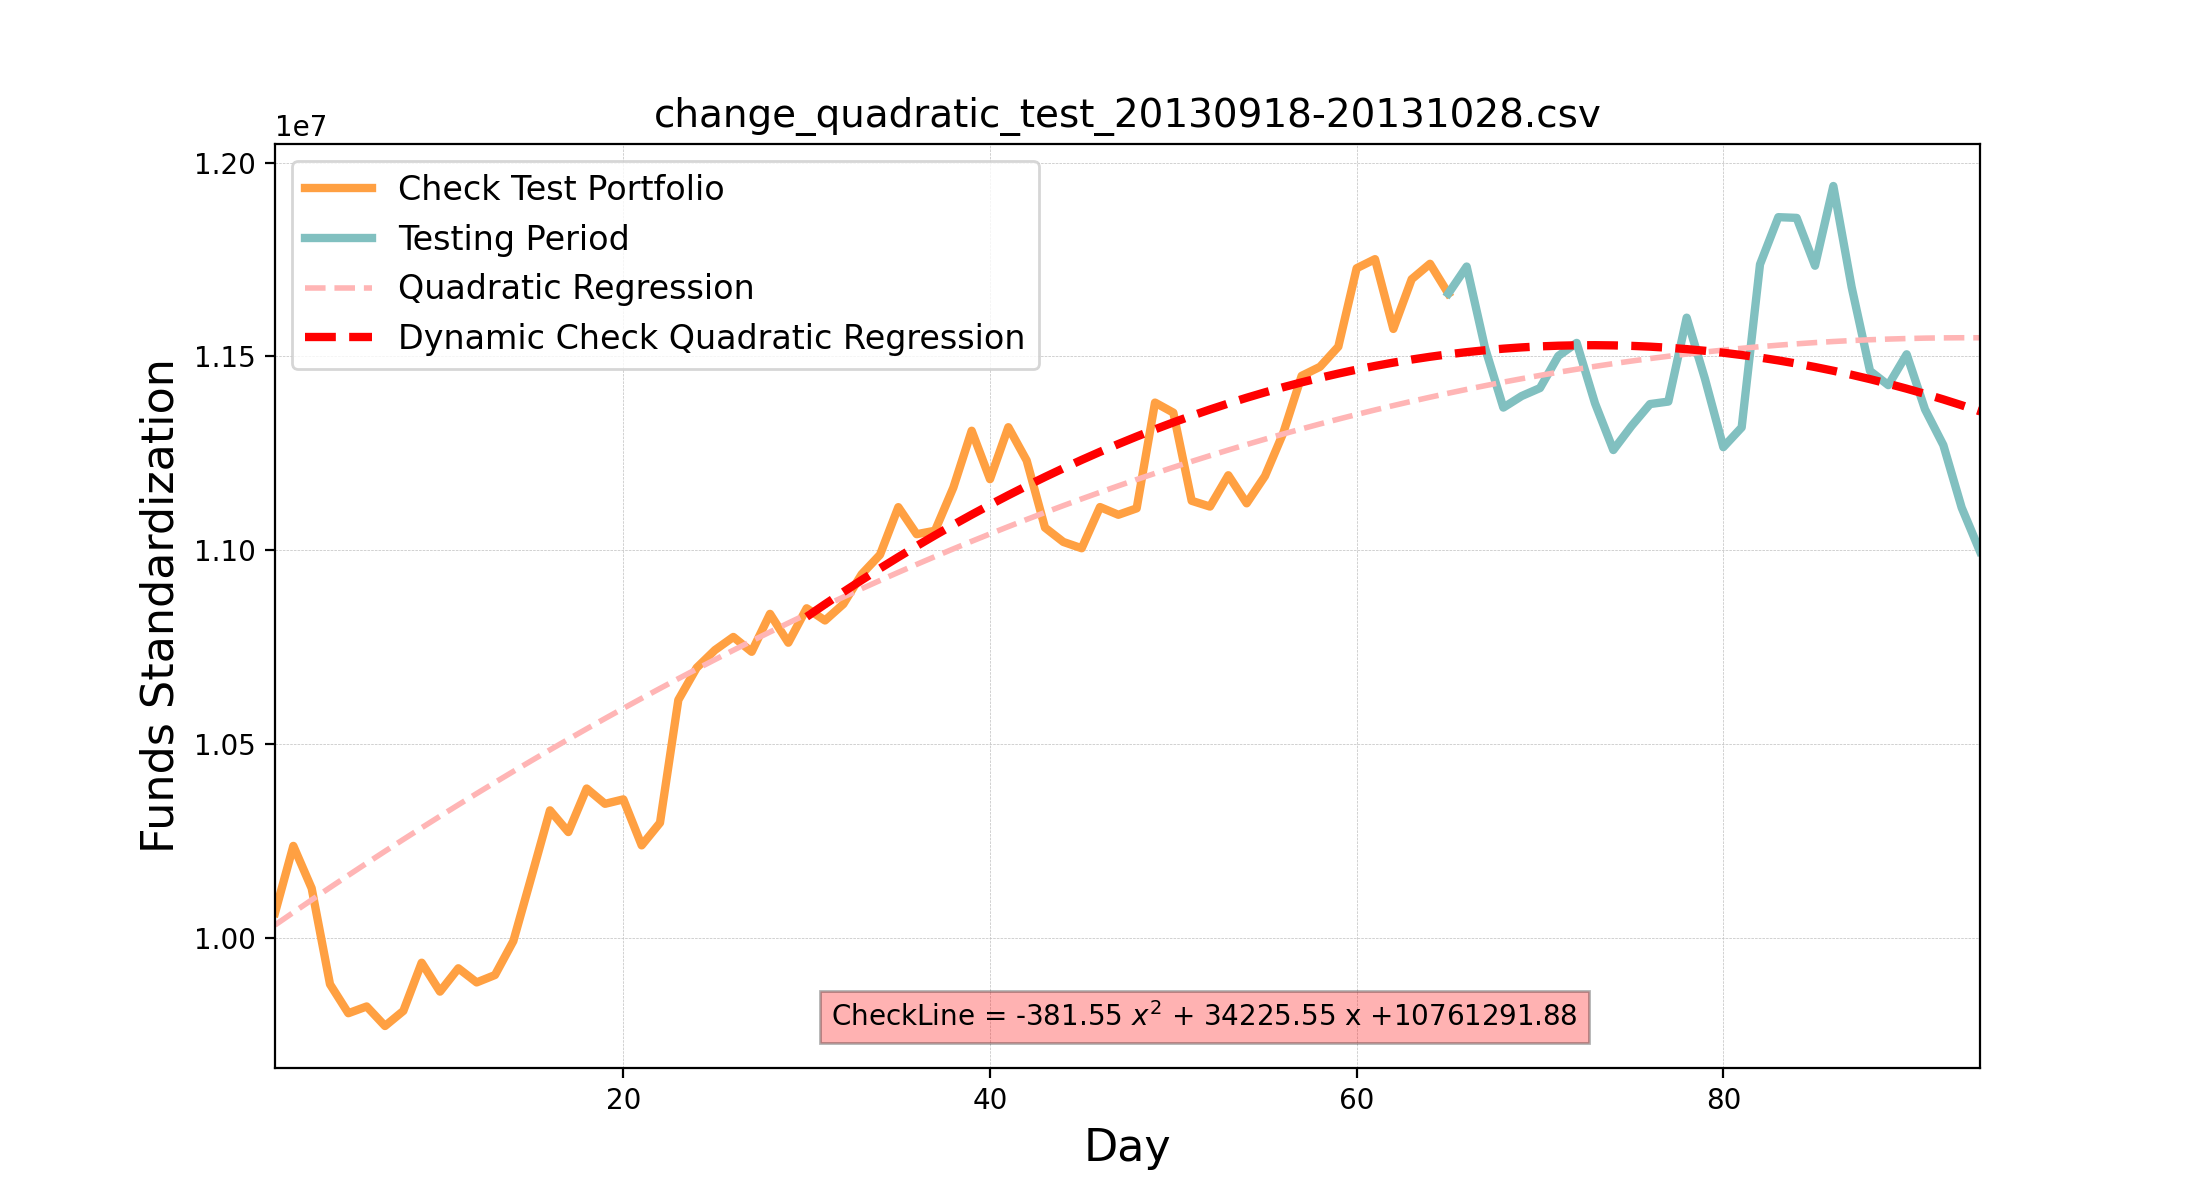 change_quadratic_test_20130918-20131028.csv
1e7
1.20
1.15
1.10
1.05
1.00
Funds Standardization
Check Test Portfolio
Testing Period
Quadratic Regression
Dynamic Check Quadratic Regression
CheckLine = -381.55 x² + 34225.55 x +10761291.88
20 40 60 80
Day